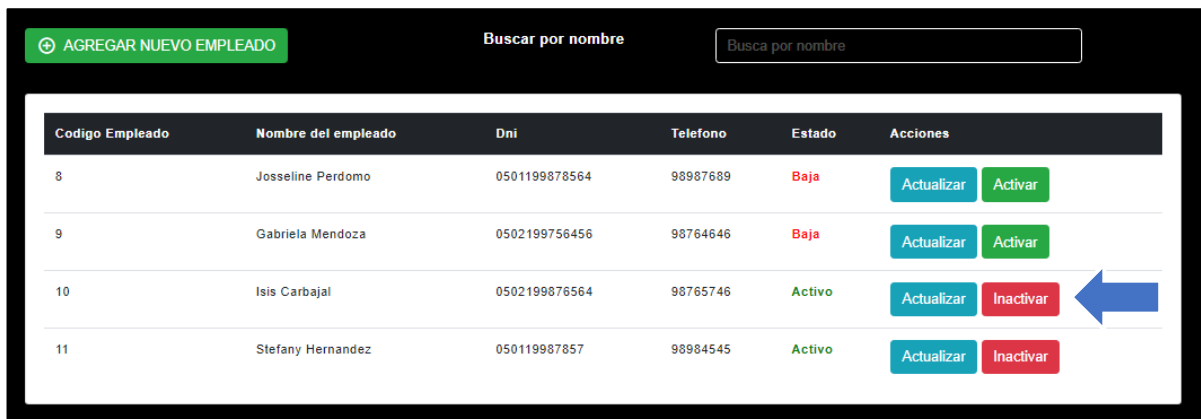 AGREGAR NUEVO EMPLEADO Buscar por nombre Busca por nombre
Codigo Empleado Nombre del empleado Dni Telefono Estado Acciones
8 Josseline Perdomo 0501199878564 98987689 Baja Actualizar Activar
9 Gabriela Mendoza 0502199756456 98764646 Baja Actualizar Activar
10 Isis Carbajal 0502199876564 98765746 Activo Actualizar Inactivar
11 Stefany Hernandez 050119987857 98984545 Activo Actualizar Inactivar